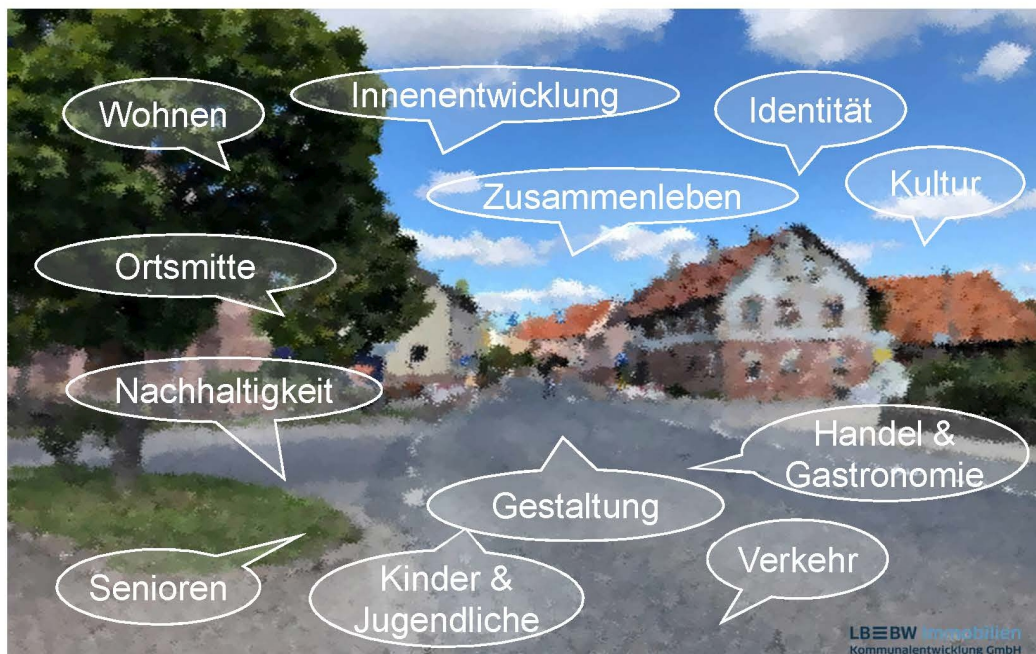 Wohnen
Innenentwicklung
Identität
Zusammenleben
Kultur
Ortsmitte
Nachhaltigkeit
Handel &
Gastronomie
Gestaltung
Verkehr
Senioren
Kinder &
Jugendliche
LBBW Immobilien
Kommunalentwicklung GmbH